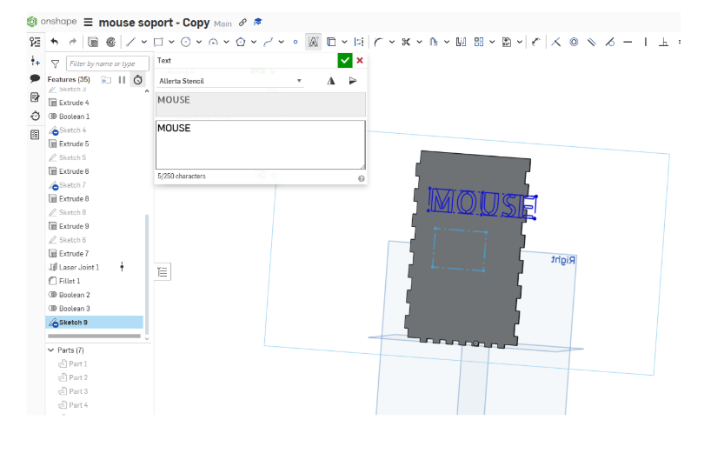 onshape mouse soport - Copy Main
Text
Filter by name or type
Features (35)
Allerta Stencil
Sketch 3
MOUSE
Extrude 4
Boolean 1
Sketch 4
MOUSE
Extrude 5
Sketch 5
Extrude 6
5/250 characters
Sketch 7
Extrude 8
Sketch 8
Extrude 9
Sketch 6
Extrude 7
Laser Joint 1
Fillet 1
Boolean 2
Boolean 3
Sketch 9
Parts (7)
Part 1
Part 2
Part 3
Part 4
MOUSE
Right